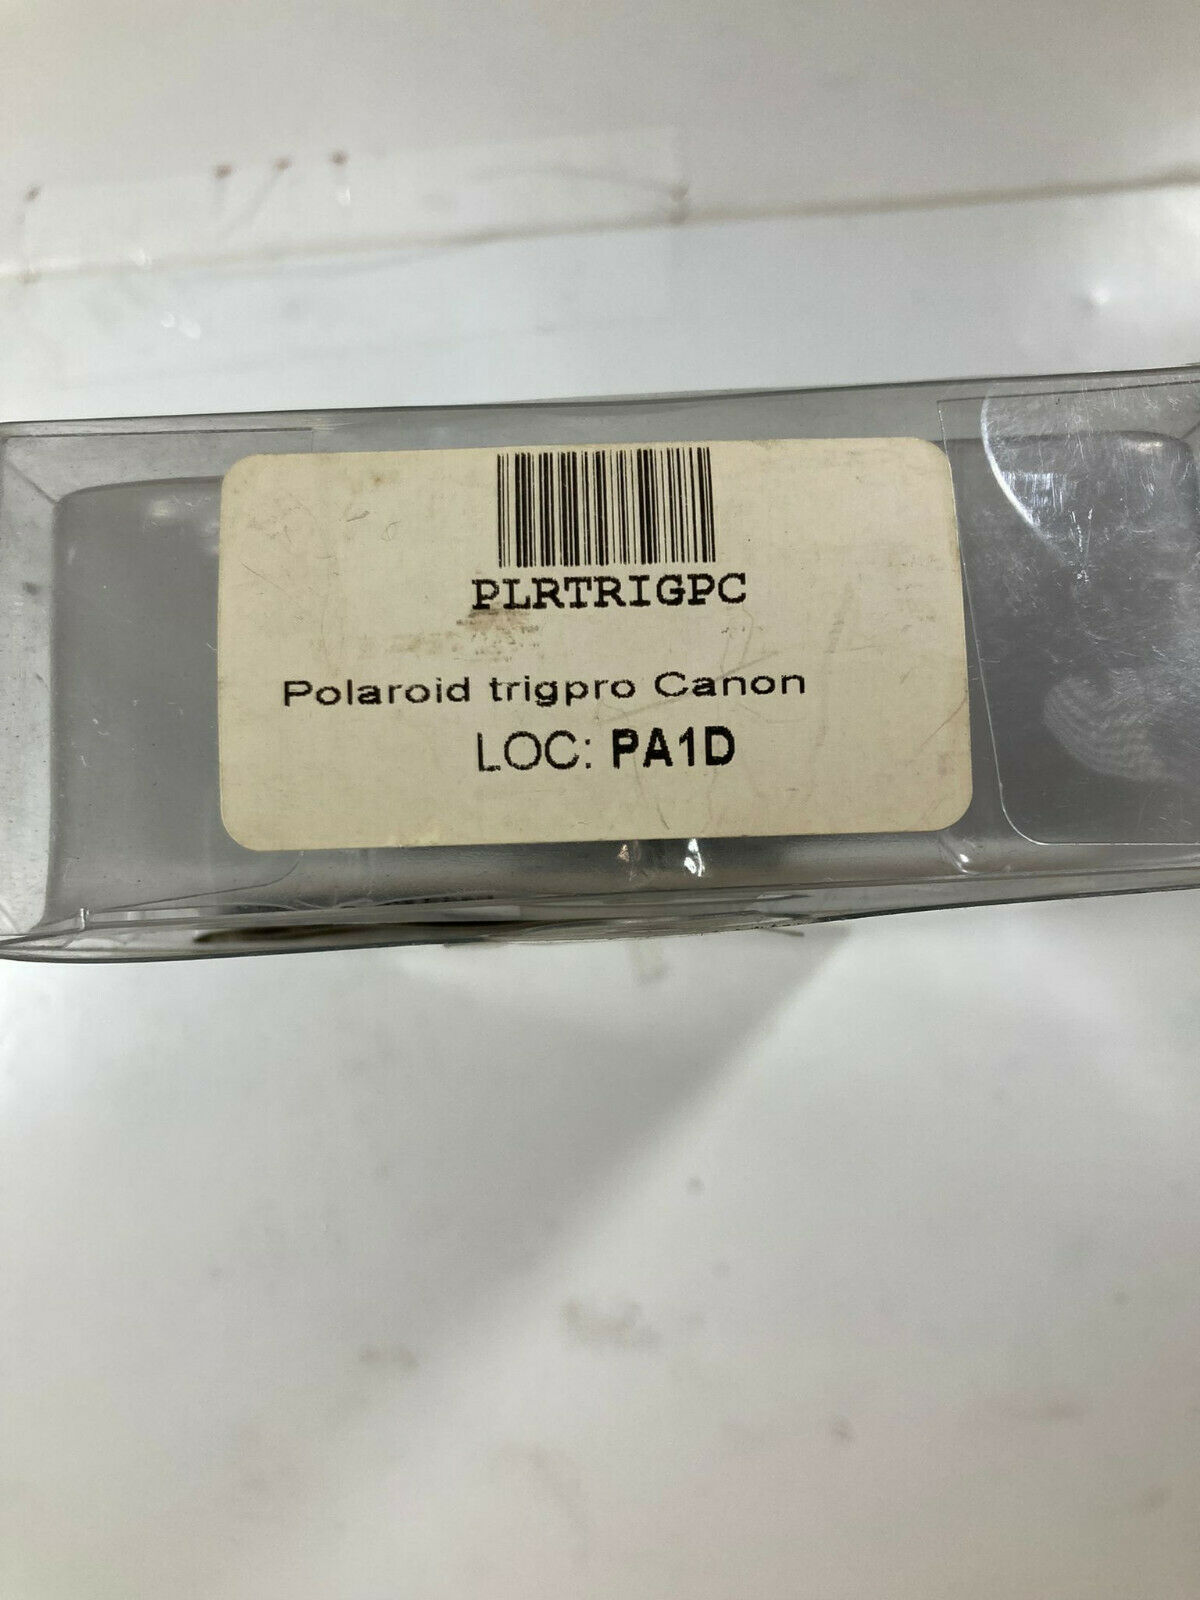 PLRTRIGPC
Polaroid trigpro Canon
LOC: PA1D